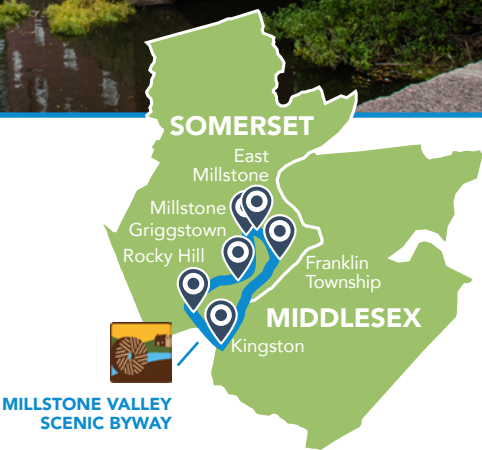 SOMERSET
East
Millstone
Millstone
Griggstown
Rocky Hill
Franklin
Township
MIDDLESEX
Kingston
MILLSTONE VALLEY
SCENIC BYWAY